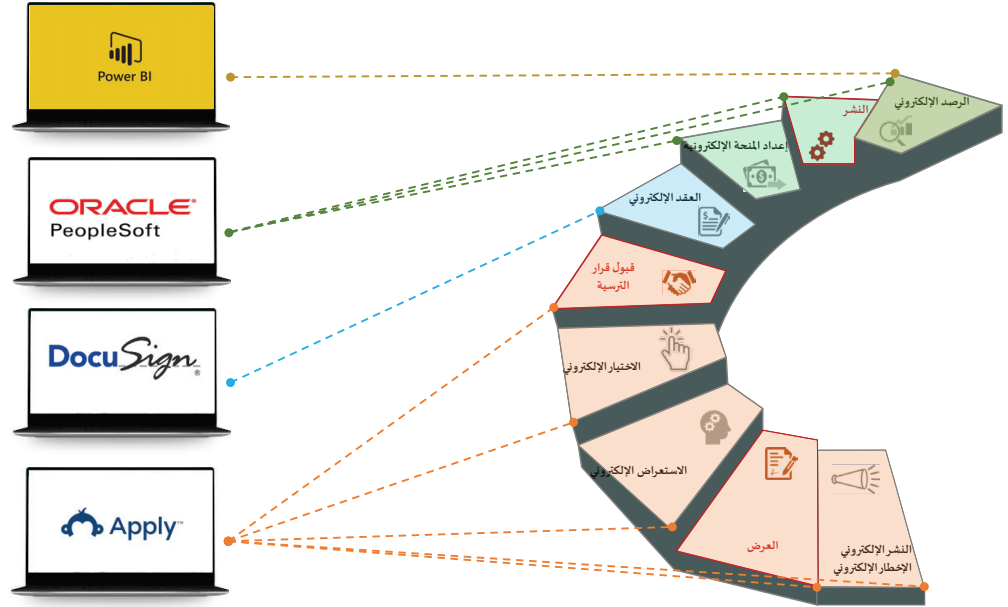 Power BI
ORACLE®
PeopleSoft
DocuSign®
Apply™
الرصد الإلكتروني
النشر
إعداد المنحة الإلكترونية
العقد الإلكتروني
قبول قرار
الترسية
الاختيار الإلكتروني
الاستعراض الإلكتروني
العرض
النشر الإلكتروني
الإخطار الإلكتروني